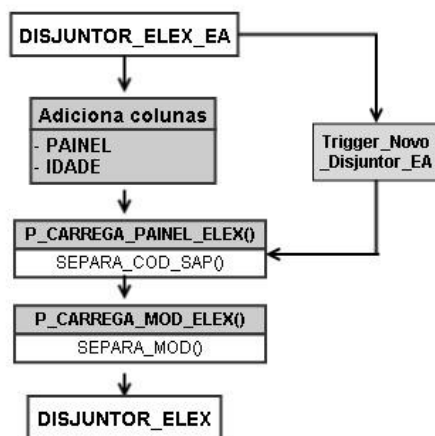 DISJUNTOR_ELEX_EA
Adiciona colunas
- PAINEL
- IDADE
Trigger_Novo
_Disjuntor_EA
P_CARREGA_PAINEL_ELEX()
SEPARA_COD_SAP()
P_CARREGA_MOD_ELEX()
SEPARA_MOD()
DISJUNTOR_ELEX